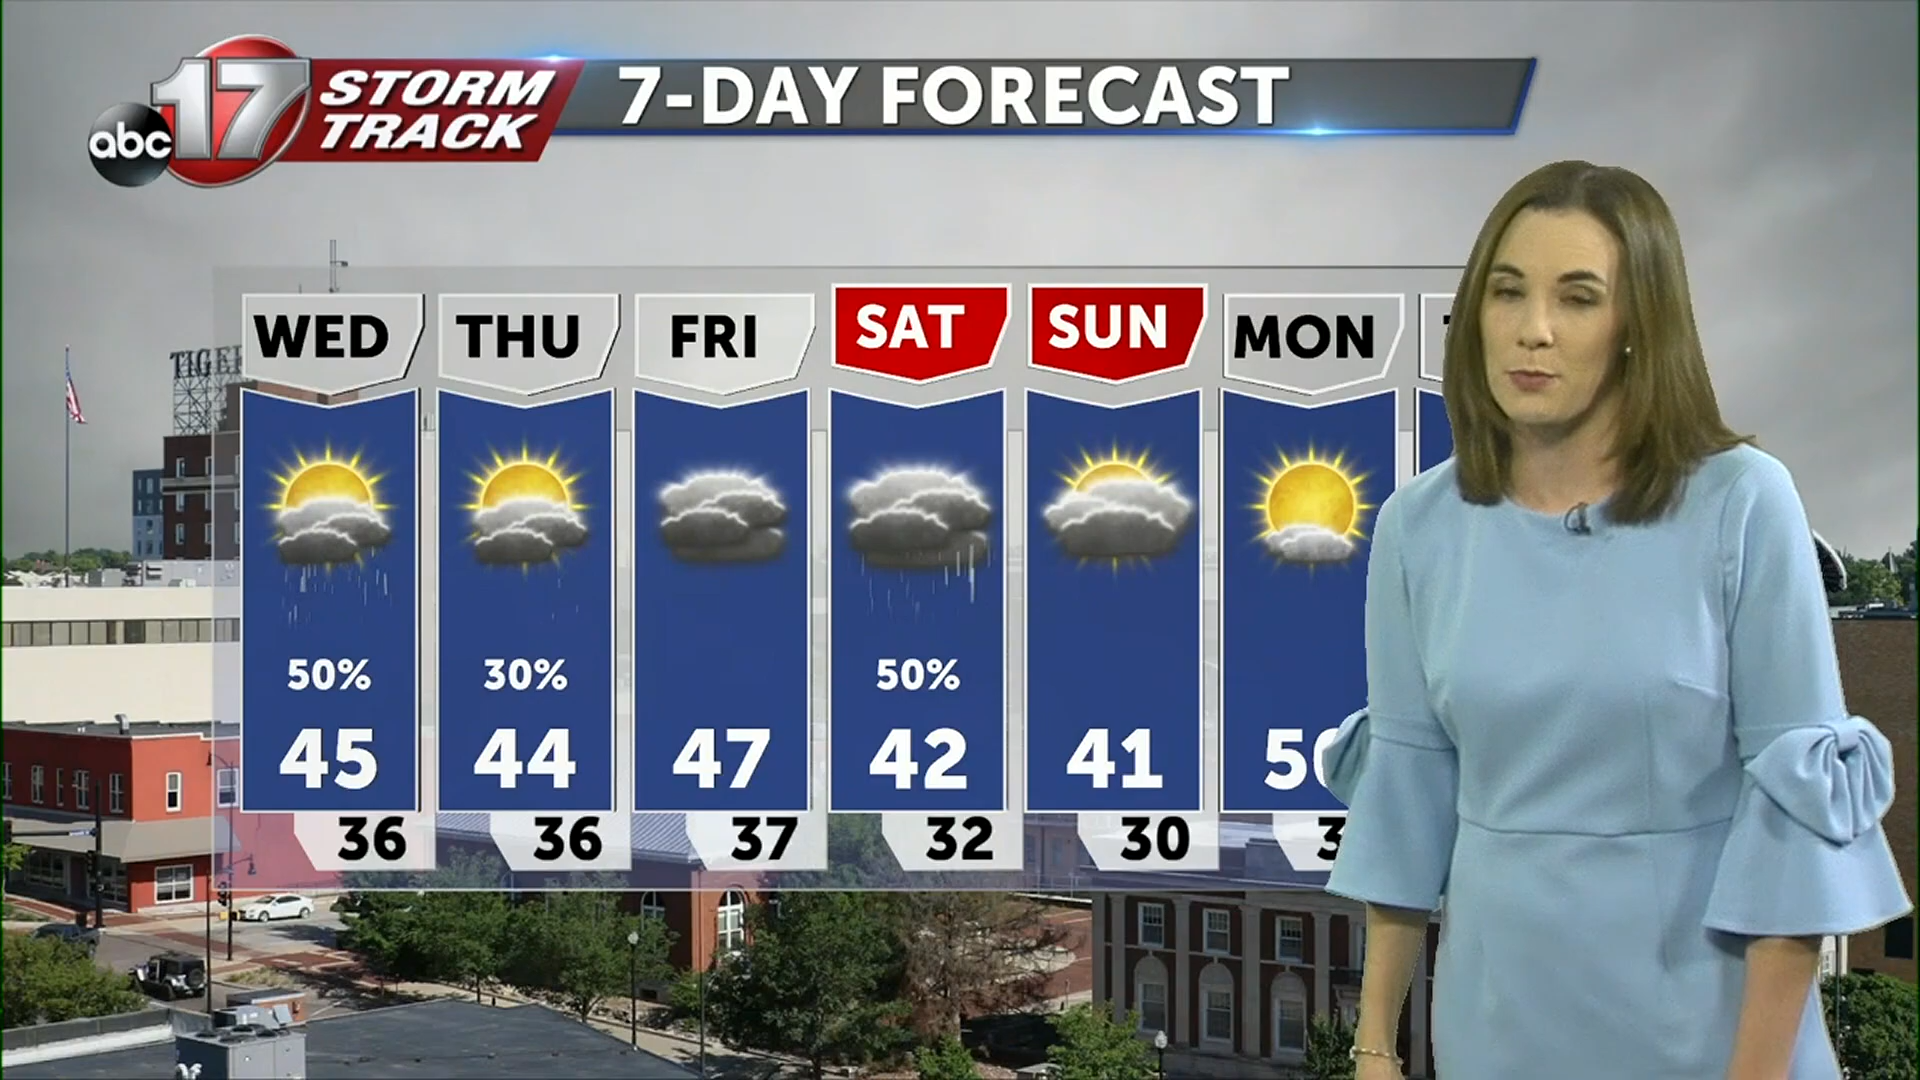 abc 17 STORM TRACK
7-DAY FORECAST
TIGER
WED THU FRI SAT SUN MON
50% 30% 50%
45 44 47 42 41
36 36 37 32 30